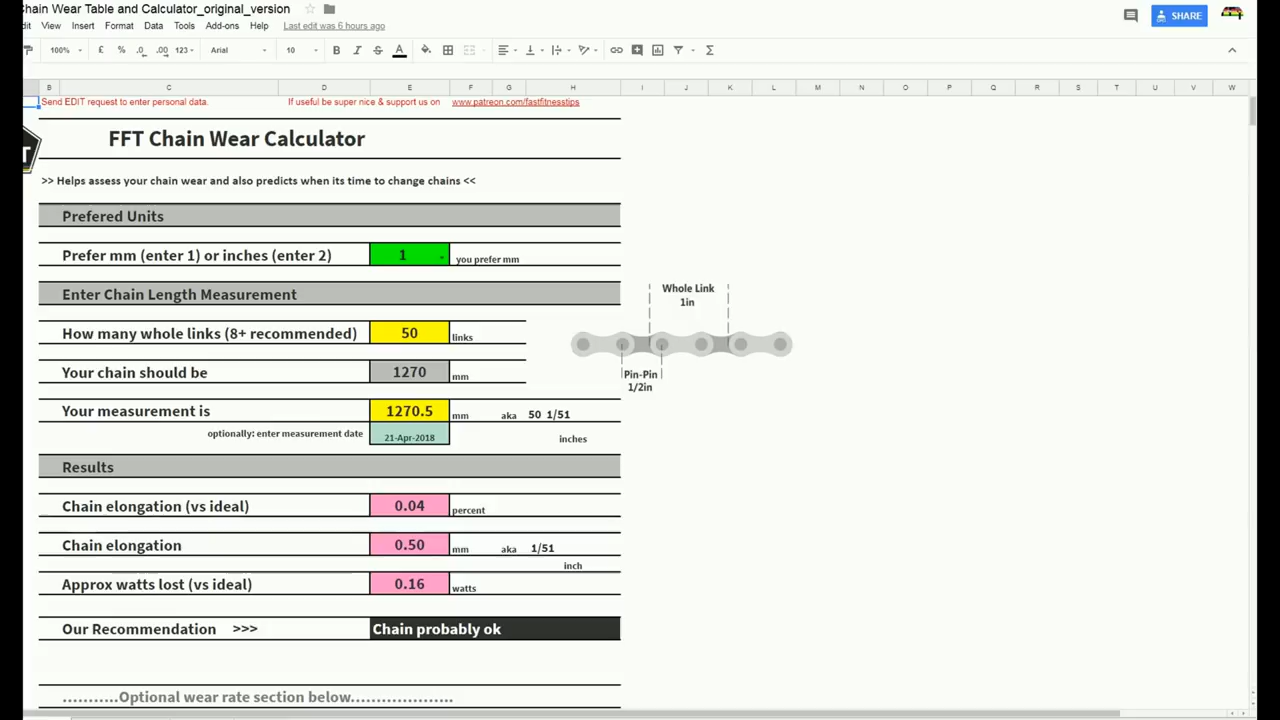 Chain Wear Table and Calculator_original_version
View Insert Format Data Tools Add-ons Help Last edit was 6 hours ago
SHARE
100% £ % .0 .00 123 Arial 10 B I S A Σ
B C D E F G H I J K L M N O P Q R S T U V W
Send EDIT request to enter personal data. If useful be super nice & support us on www.patreon.com/fastfitnesstips
FFT Chain Wear Calculator
>> Helps assess your chain wear and also predicts when its time to change chains <<
Prefered Units
Prefer mm (enter 1) or inches (enter 2) 1 you prefer mm
Enter Chain Length Measurement
Whole Link
1in
How many whole links (8+ recommended) 50 links
Your chain should be 1270 mm
Pin-Pin
1/2in
Your measurement is 1270.5 mm aka 50 1/51
optionally: enter measurement date 21-Apr-2018 inches
Results
Chain elongation (vs ideal) 0.04 percent
Chain elongation 0.50 mm aka 1/51
inch
Approx watts lost (vs ideal) 0.16 watts
Our Recommendation >>> Chain probably ok
...........Optional wear rate section below....................